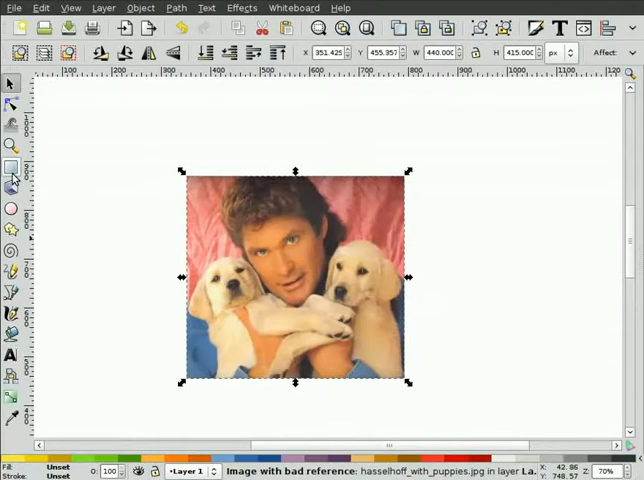 File Edit View Layer Object Path Text Effects Whiteboard Help
X 351.425 Y 455.357 W 440.000 H 415.000 px Affect:
100 200 300 400 500 600 700 800 900 1000 1100 120
Fill: Unset
Stroke: Unset
O: 100 Layer 1 Image with bad reference: hasselhoff_with_puppies.jpg in layer La. X: 42.86 Y: 748.57 Z: 70%